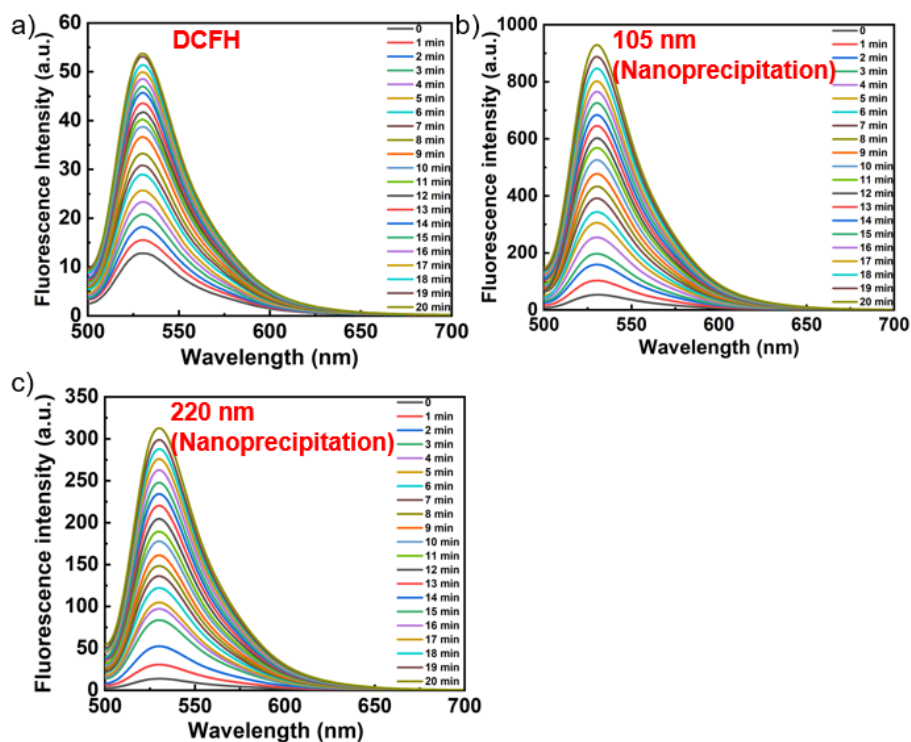 a)
DCFH
Fluorescence Intensity (a.u.)
60
50
40
30
20
10
0
500
550
600
650
700
Wavelength (nm)
0
1 min
2 min
3 min
4 min
5 min
6 min
7 min
8 min
9 min
10 min
11 min
12 min
13 min
14 min
15 min
16 min
17 min
18 min
19 min
20 min
b)
105 nm
(Nanoprecipitation)
Fluorescence intensity (a.u.)
1000
800
600
400
200
0
500
550
600
650
700
Wavelength (nm)
0
1 min
2 min
3 min
4 min
5 min
6 min
7 min
8 min
9 min
10 min
11 min
12 min
13 min
14 min
15 min
16 min
17 min
18 min
19 min
20 min
c)
220 nm
(Nanoprecipitation)
Fluorescence intensity (a.u.)
350
300
250
200
150
100
50
0
500
550
600
650
700
Wavelength (nm)
0
1 min
2 min
3 min
4 min
5 min
6 min
7 min
8 min
9 min
10 min
11 min
12 min
13 min
14 min
15 min
16 min
17 min
18 min
19 min
20 min